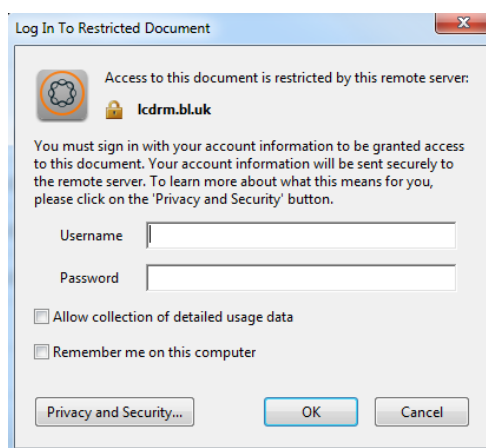 Log In To Restricted Document
Access to this document is restricted by this remote server:
lcdrm.bl.uk
You must sign in with your account information to be granted access
to this document. Your account information will be sent securely to
the remote server. To learn more about what this means for you,
please click on the 'Privacy and Security' button.
Username
Password
Allow collection of detailed usage data
Remember me on this computer
Privacy and Security... OK Cancel